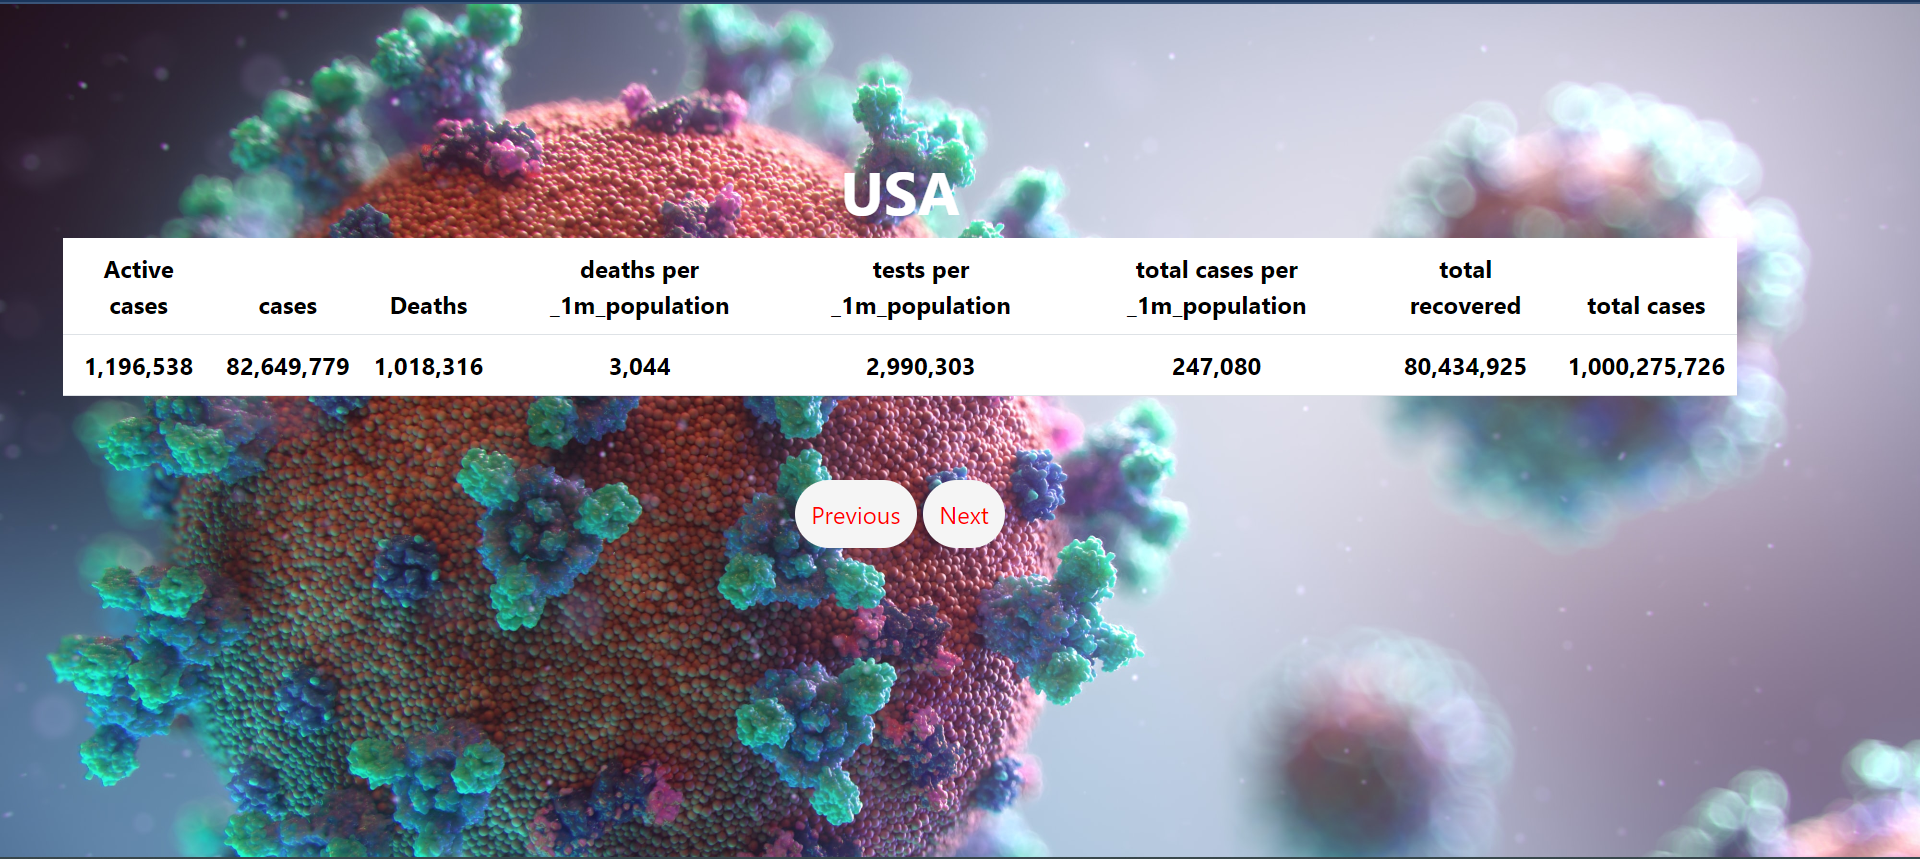 USA
Active cases deaths per tests per total cases per total
cases cases Deaths _1m_population _1m_population _1m_population recovered total cases
1,196,538 82,649,779 1,018,316 3,044 2,990,303 247,080 80,434,925 1,000,275,726
Previous Next